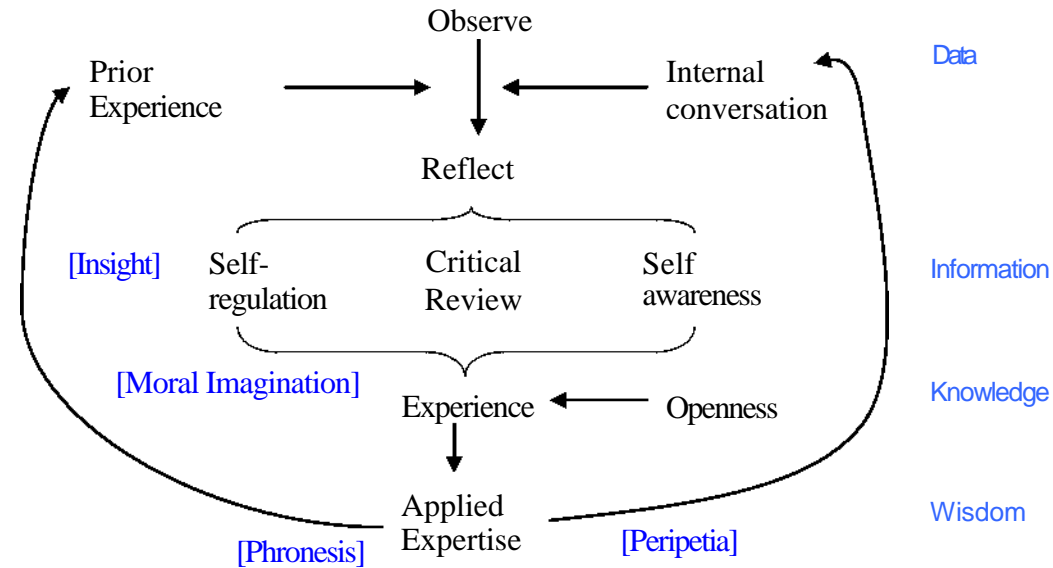 Observe
Data
Prior
Experience
Internal
conversation
Reflect
[Insight]
Self-
regulation
Critical
Review
Self
awareness
Information
[Moral Imagination]
Experience
Openness
Knowledge
Applied
Expertise
[Phronesis]
[Peripetia]
Wisdom